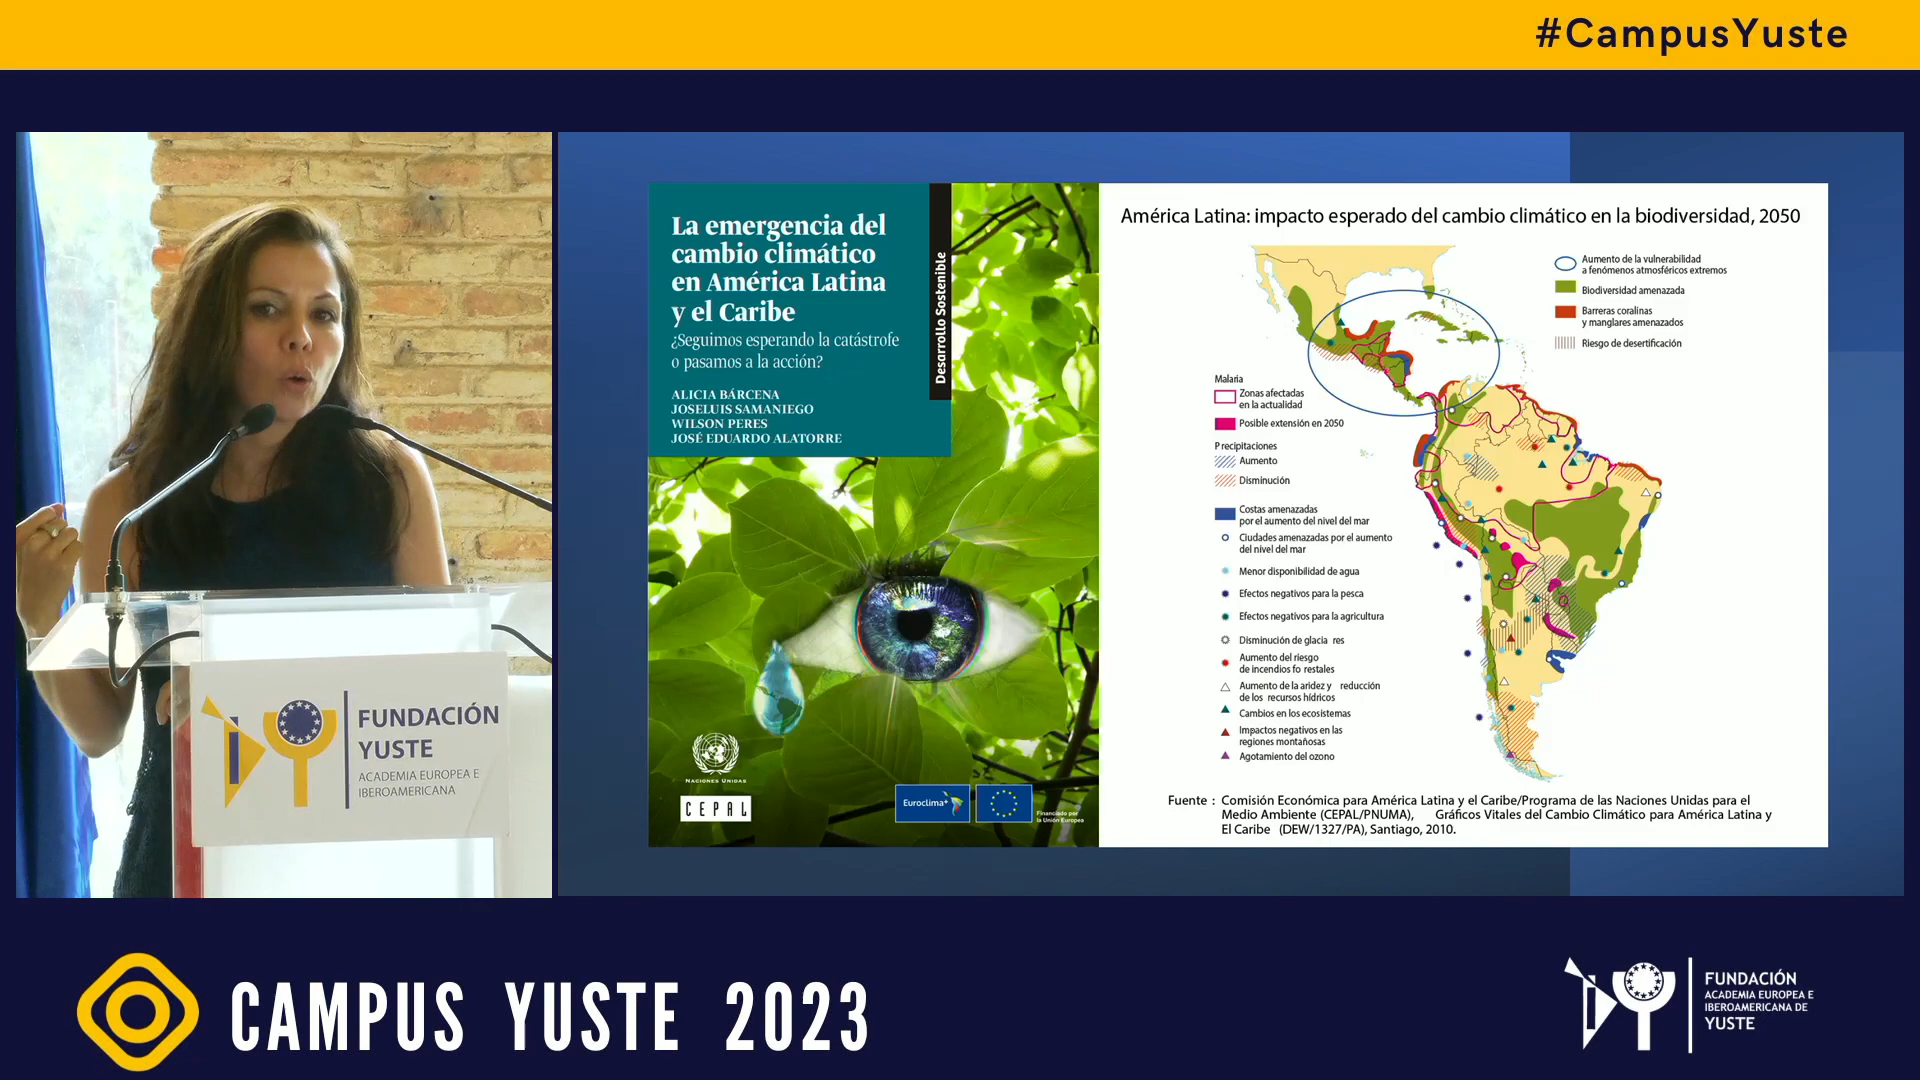 #CampusYuste
FUNDACIÓN
YUSTE
ACADEMIA EUROPEA E
IBEROAMERICANA
La emergencia del
cambio climático
en América Latina
y el Caribe
¿Seguimos esperando la catástrofe
o pasamos a la acción?
ALICIA BÁRCENA
JOSELUIS SAMANIEGO
WILSON PERES
JOSÉ EDUARDO ALATORRE
Desarrollo Sostenible
NACIONES UNIDAS
CEPAL
Euroclima+
Financiado por
la Unión Europea
América Latina: impacto esperado del cambio climático en la biodiversidad, 2050
Aumento de la vulnerabilidad
a fenómenos atmosféricos extremos
Biodiversidad amenazada
Barreras coralinas
y manglares amenazados
Riesgo de desertificación
Malaria
Zonas afectadas
en la actualidad
Posible extensión en 2050
Precipitaciones
Aumento
Disminución
Costas amenazadas
por el aumento del nivel del mar
Ciudades amenazadas por el aumento
del nivel del mar
Menor disponibilidad de agua
Efectos negativos para la pesca
Efectos negativos para la agricultura
Disminución de glacia res
Aumento del riesgo
de incendios fo restales
Aumento de la aridez y reducción
de los recursos hídricos
Cambios en los ecosistemas
Impactos negativos en las
regiones montañosas
Agotamiento del ozono
Fuente : Comisión Económica para América Latina y el Caribe/Programa de las Naciones Unidas para el
Medio Ambiente (CEPAL/PNUMA), Gráficos Vitales del Cambio Climático para América Latina y
El Caribe (DEW/1327/PA), Santiago, 2010.
CAMPUS YUSTE 2023
FUNDACIÓN
ACADEMIA EUROPEA E
IBEROAMERICANA DE
YUSTE